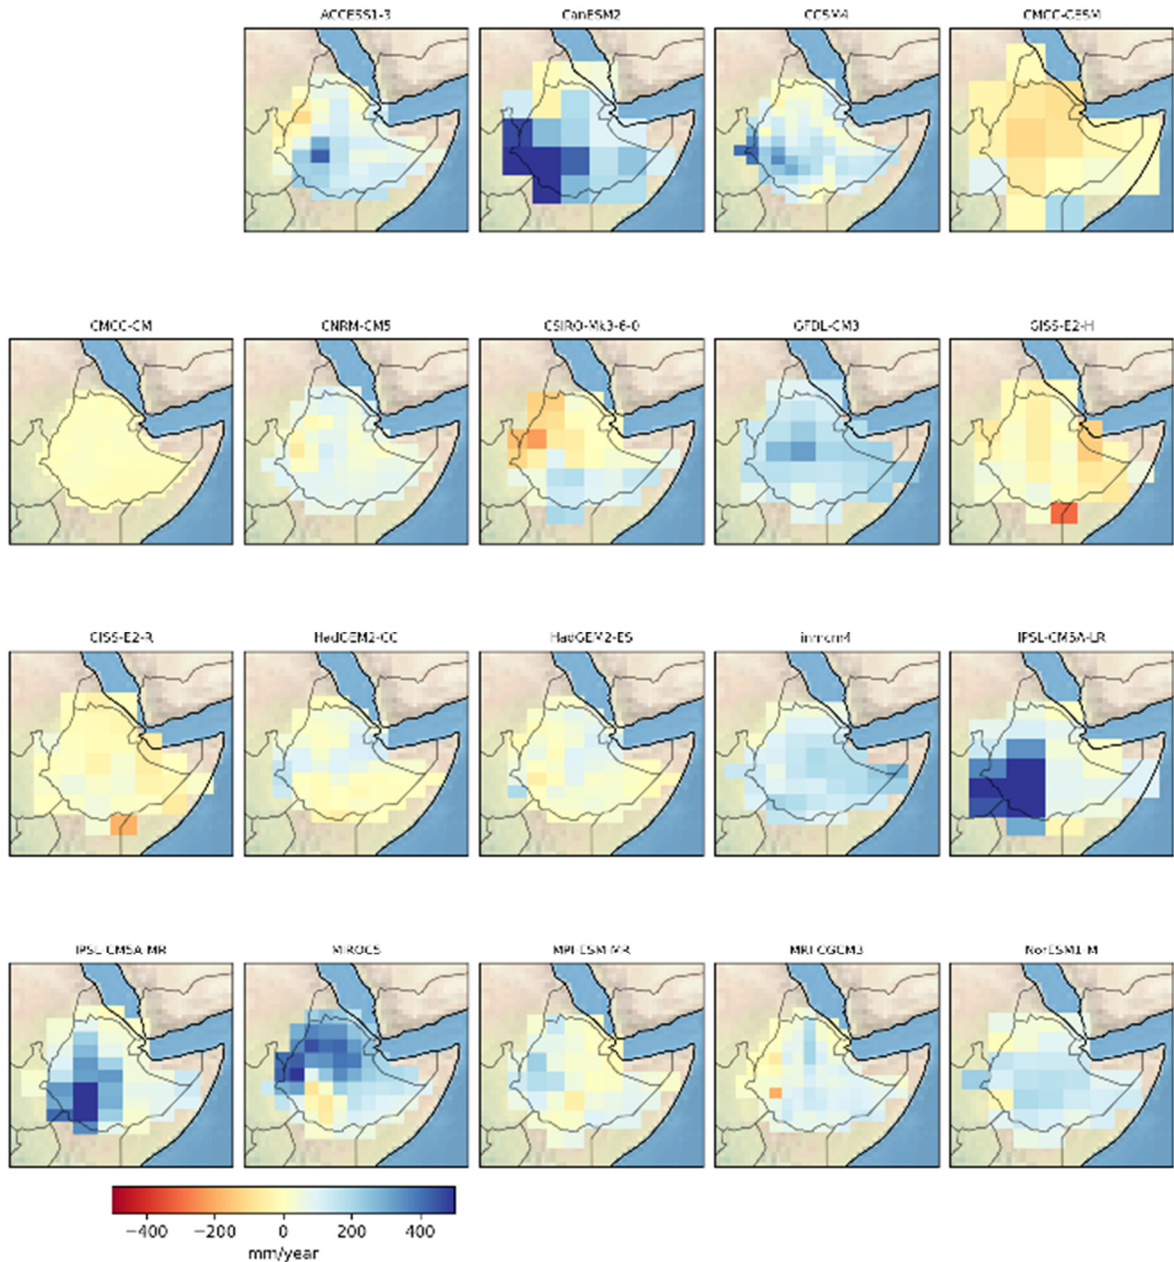 ACCESS1-3
CanESM2
CCSM4
CMCC-CESM
CMCC-CM
CNRM-CM5
CSIRO-Mk3-6-0
GFDL-CM3
GISS-E2-H
GISS-E2-R
HadGEM2-CC
HadGEM2-ES
inmcm4
IPSL-CM5A-LR
IPSL-CM5A-MR
MIROC5
MPI-ESM-MR
MRI-CGCM3
NorESM1-M
−400 −200 0 200 400
mm/year